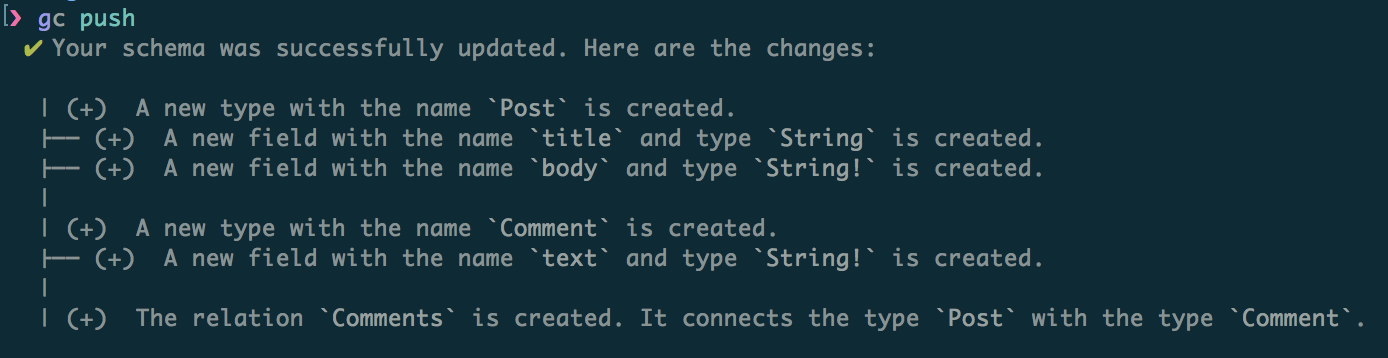 ❯ gc push
✔ Your schema was successfully updated. Here are the changes:
| (+)  A new type with the name `Post` is created.
├── (+)  A new field with the name `title` and type `String` is created.
├── (+)  A new field with the name `body` and type `String!` is created.
|
| (+)  A new type with the name `Comment` is created.
├── (+)  A new field with the name `text` and type `String!` is created.
|
| (+)  The relation `Comments` is created. It connects the type `Post` with the type `Comment`.